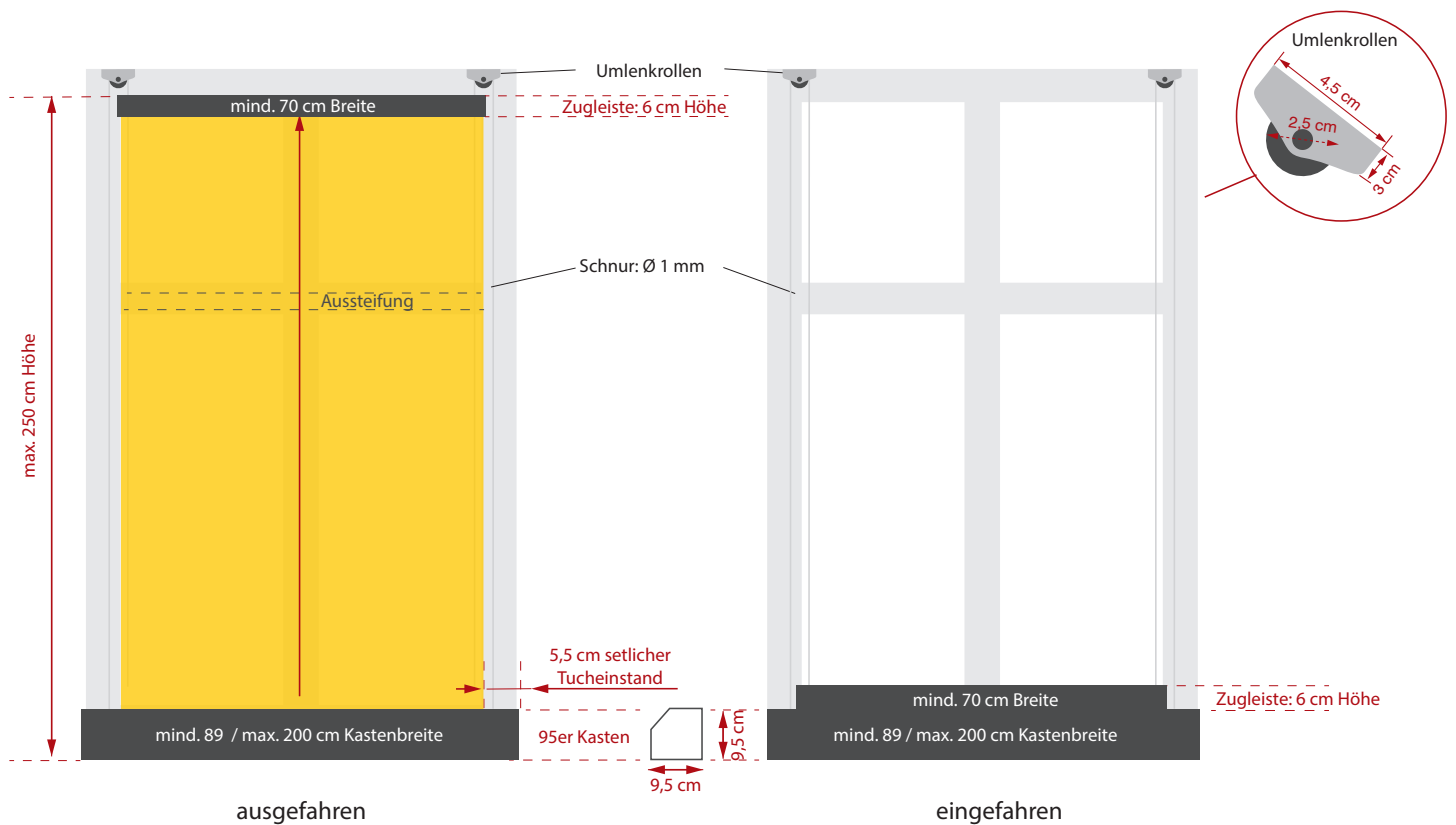 Umlenkrollen
Umlenkrollen
4,5 cm
2,5 cm
3 cm
mind. 70 cm Breite
Zugleiste: 6 cm Höhe
Schnur: Ø 1 mm
Aussteifung
max. 250 cm Höhe
5,5 cm setlicher
Tucheinstand
mind. 70 cm Breite
Zugleiste: 6 cm Höhe
mind. 89 / max. 200 cm Kastenbreite
95er Kasten
9,5 cm
9,5 cm
mind. 89 / max. 200 cm Kastenbreite
ausgefahren
eingefahren